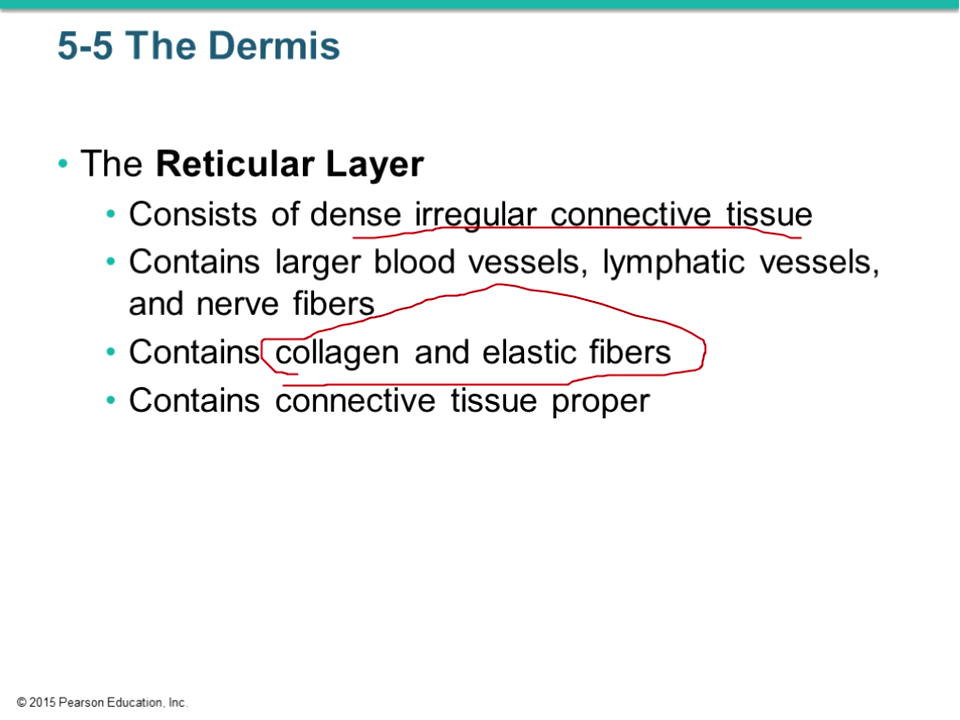 5-5 The Dermis
• The Reticular Layer
• Consists of dense irregular connective tissue
• Contains larger blood vessels, lymphatic vessels,
and nerve fibers
• Contains collagen and elastic fibers
• Contains connective tissue proper
© 2015 Pearson Education, Inc.